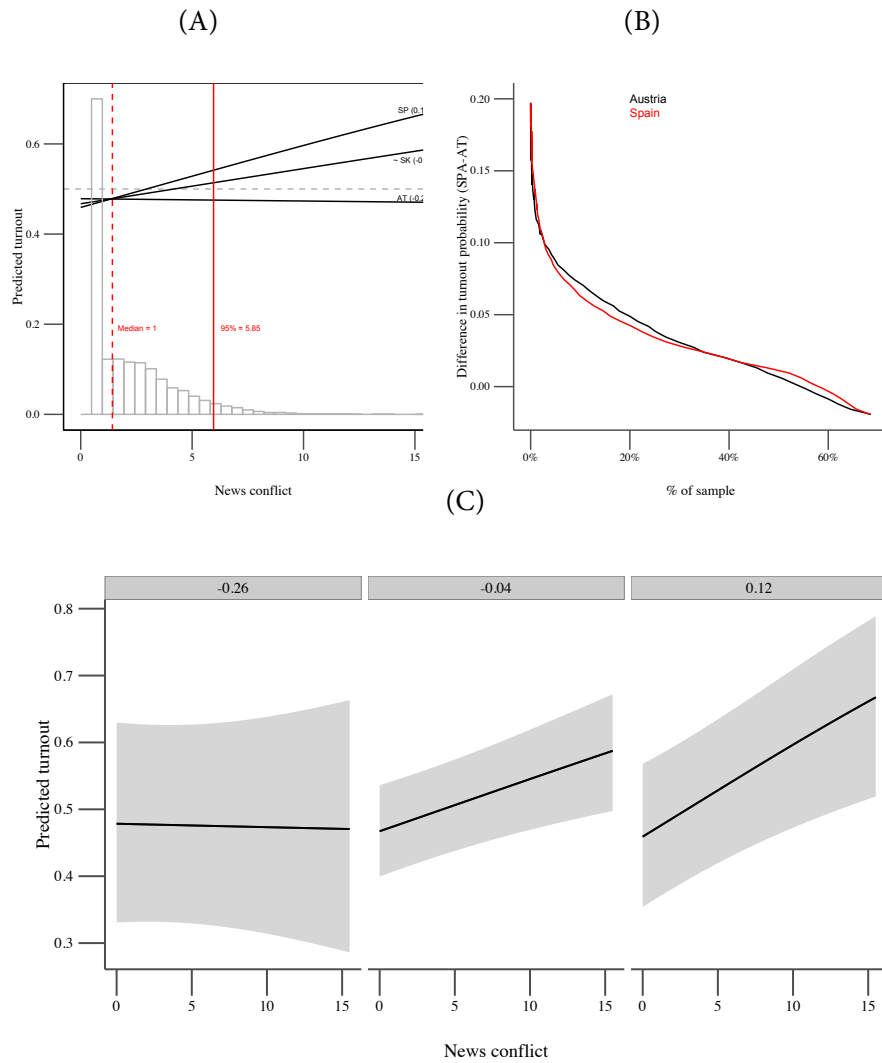 (A)
(B)
Predicted turnout
0.6
0.4
0.2
0.0
SP (0.1
~ SK (-0
AT (-0.2
Median = 1
95% = 5.85
0
5
10
15
News conflict
Difference in turnout probability (SPA-AT)
0.20
0.15
0.10
0.05
0.00
Austria
Spain
0%
20%
40%
60%
% of sample
(C)
-0.26
-0.04
0.12
Predicted turnout
0.8
0.7
0.6
0.5
0.4
0.3
0
5
10
15
0
5
10
15
0
5
10
15
News conflict